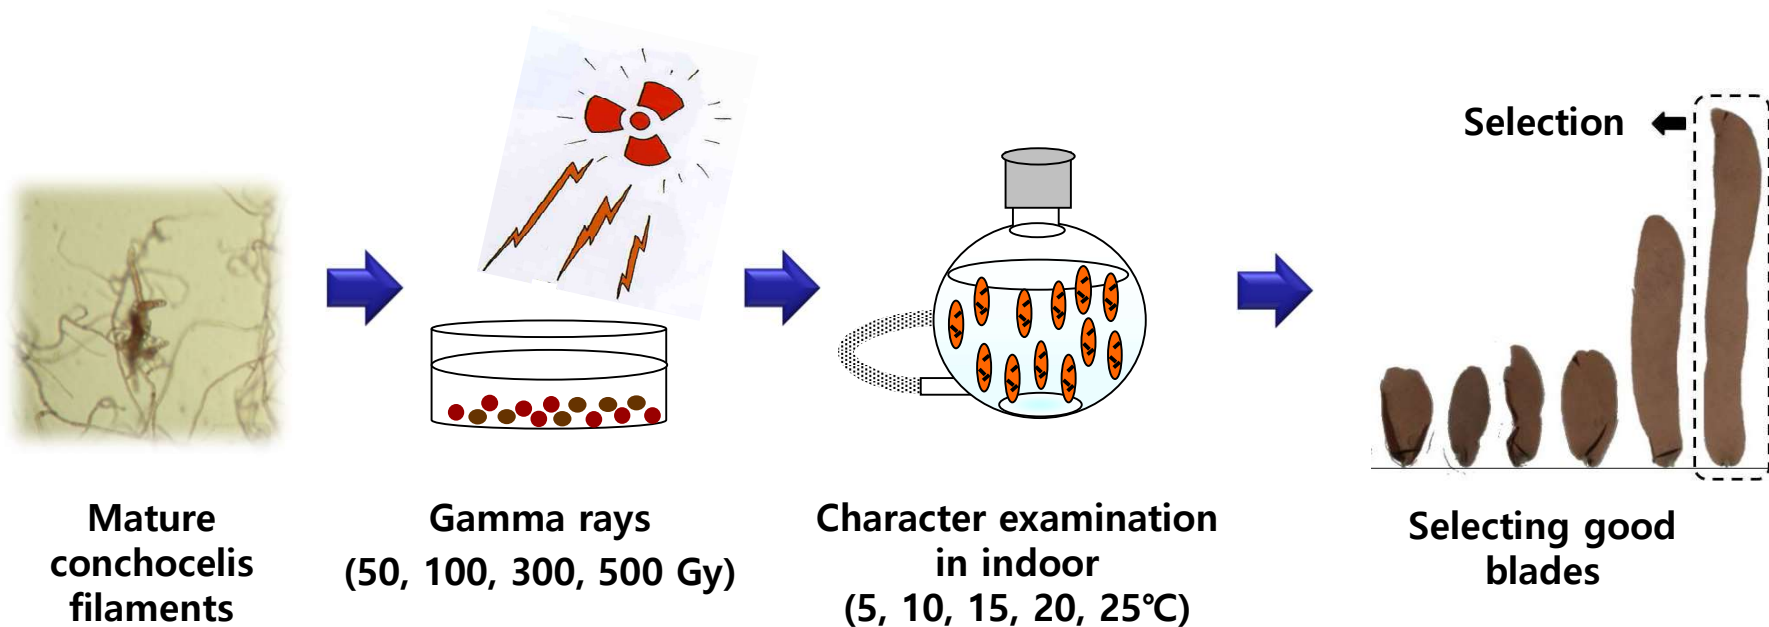 Selection
Mature
conchocelis
filaments
Gamma rays
(50, 100, 300, 500 Gy)
Character examination
in indoor
(5, 10, 15, 20, 25℃)
Selecting good
blades